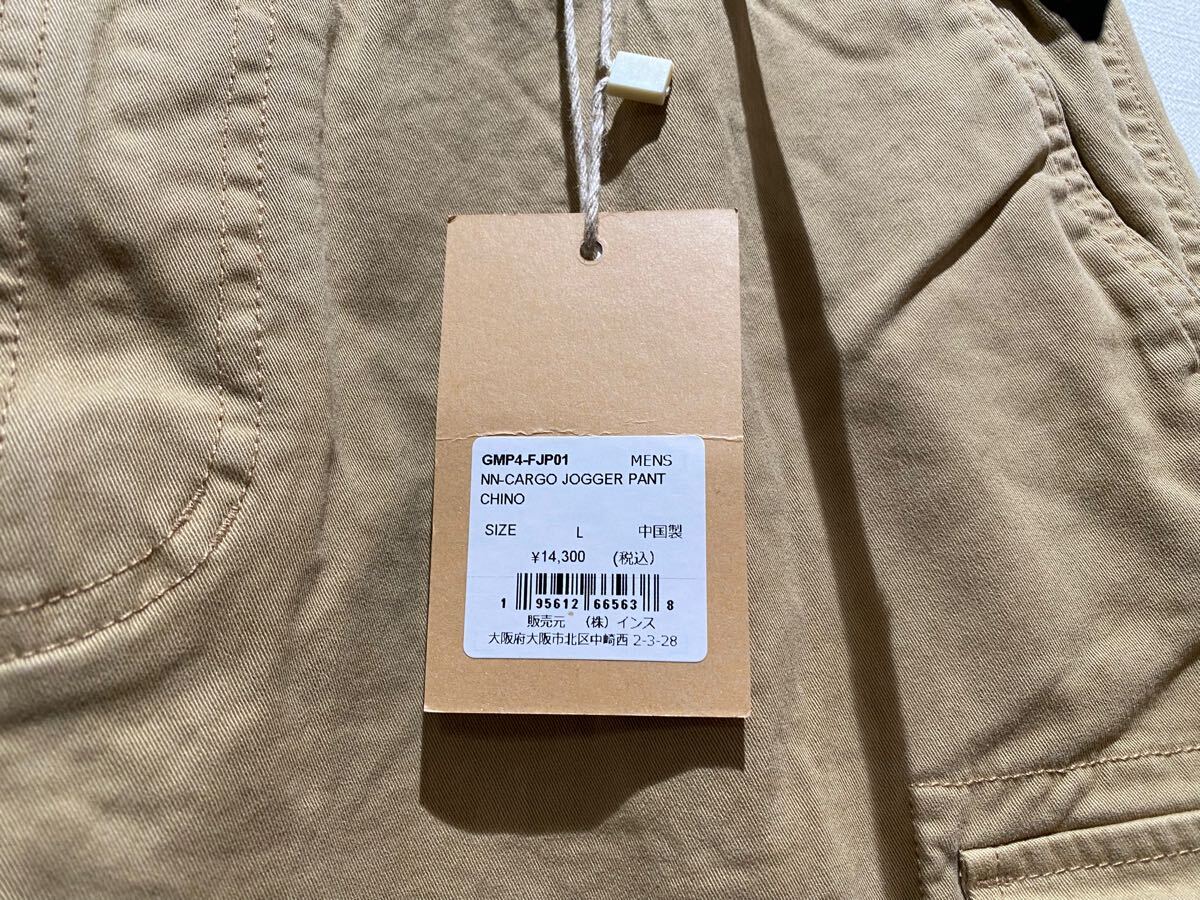 GMP4-FJP01 MENS
NN-CARGO JOGGER PANT
CHINO
SIZE L 中国製
¥14,300 (税込)
1 95612 66563 8
販売元 (株)インス
大阪府大阪市北区中崎西 2-3-28